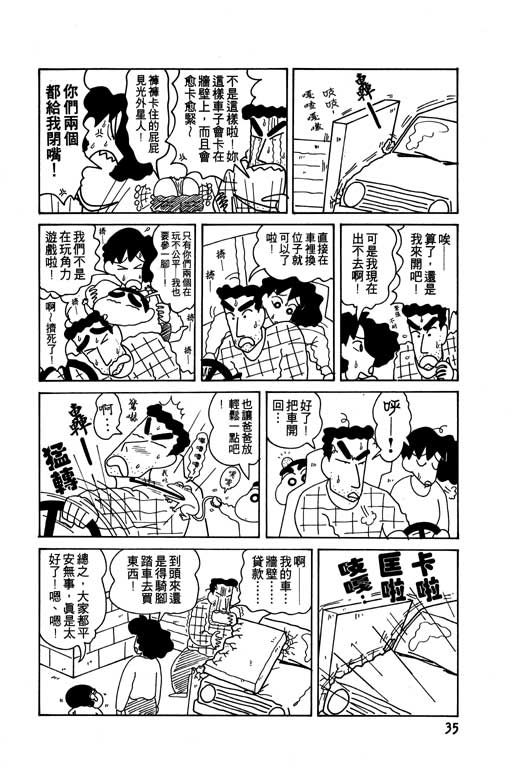 轟—
吱,
嘎吱嘎
不是這樣啦！妳
這樣車子會卡在
牆壁上，而且會
愈卡愈緊～
褲褲卡住的屁屁
見光外星人！
你們兩個
都給我閉嘴！
唉——
算了，還是
我來開吧！
可是我現在
出不去啊！
直接在
車裡換
位子就
可以了
啦！
擠
擠
只有你們兩個在
玩不公平！我也
要參一腳！
擠
擠
我們不是
在玩角力
遊戲啦！
啊～擠死了！
呼—！
好了！
把車開
回…
也讓爸爸放
輕鬆一點吧
！
啊…
轟—
猛轉
卡啦
匡啦
吱嘎
啊——
我的車……
牆壁……
貸款……
到頭來還
是得騎腳
踏車去買
東西！
總之，大家都平
安無事，真是太
好了！嗯、嗯！
35